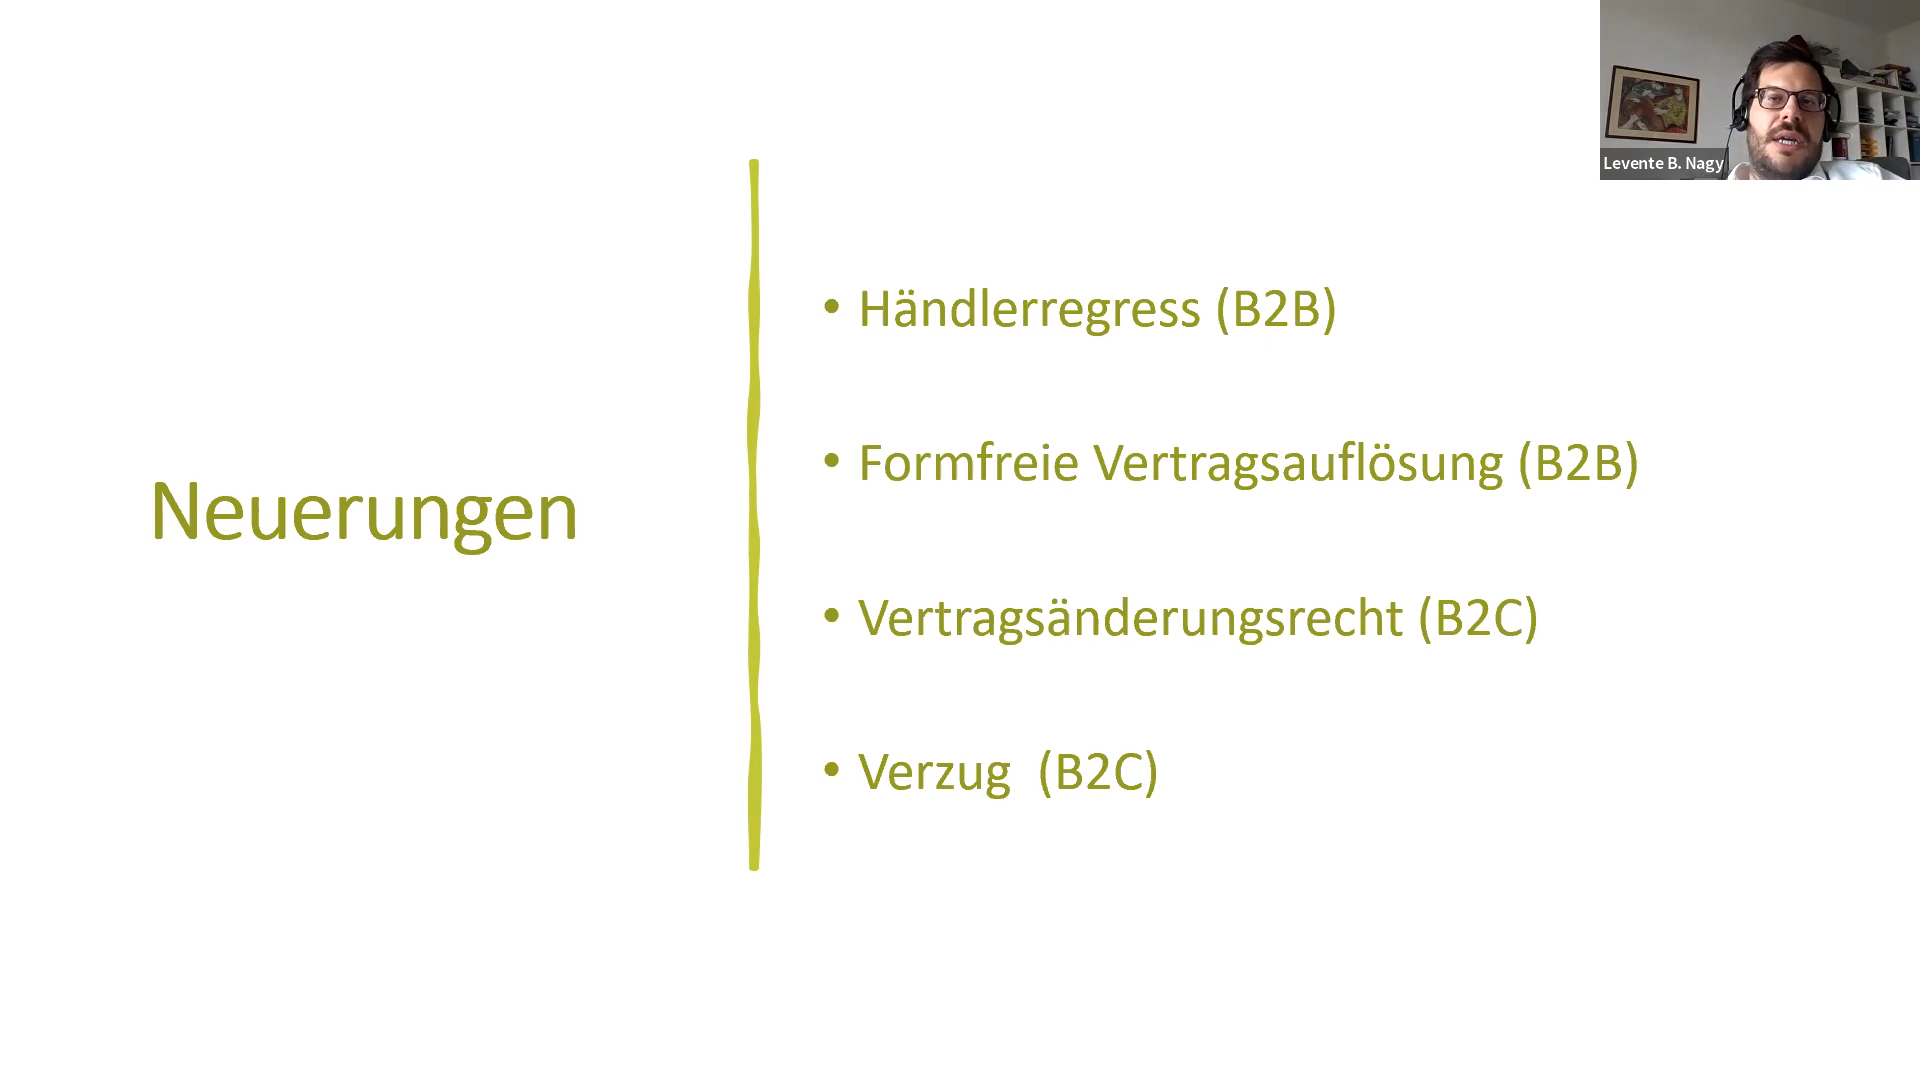 Levente B. Nagy
Neuerungen
• Händlerregress (B2B)
• Formfreie Vertragsauflösung (B2B)
• Vertragsänderungsrecht (B2C)
• Verzug  (B2C)